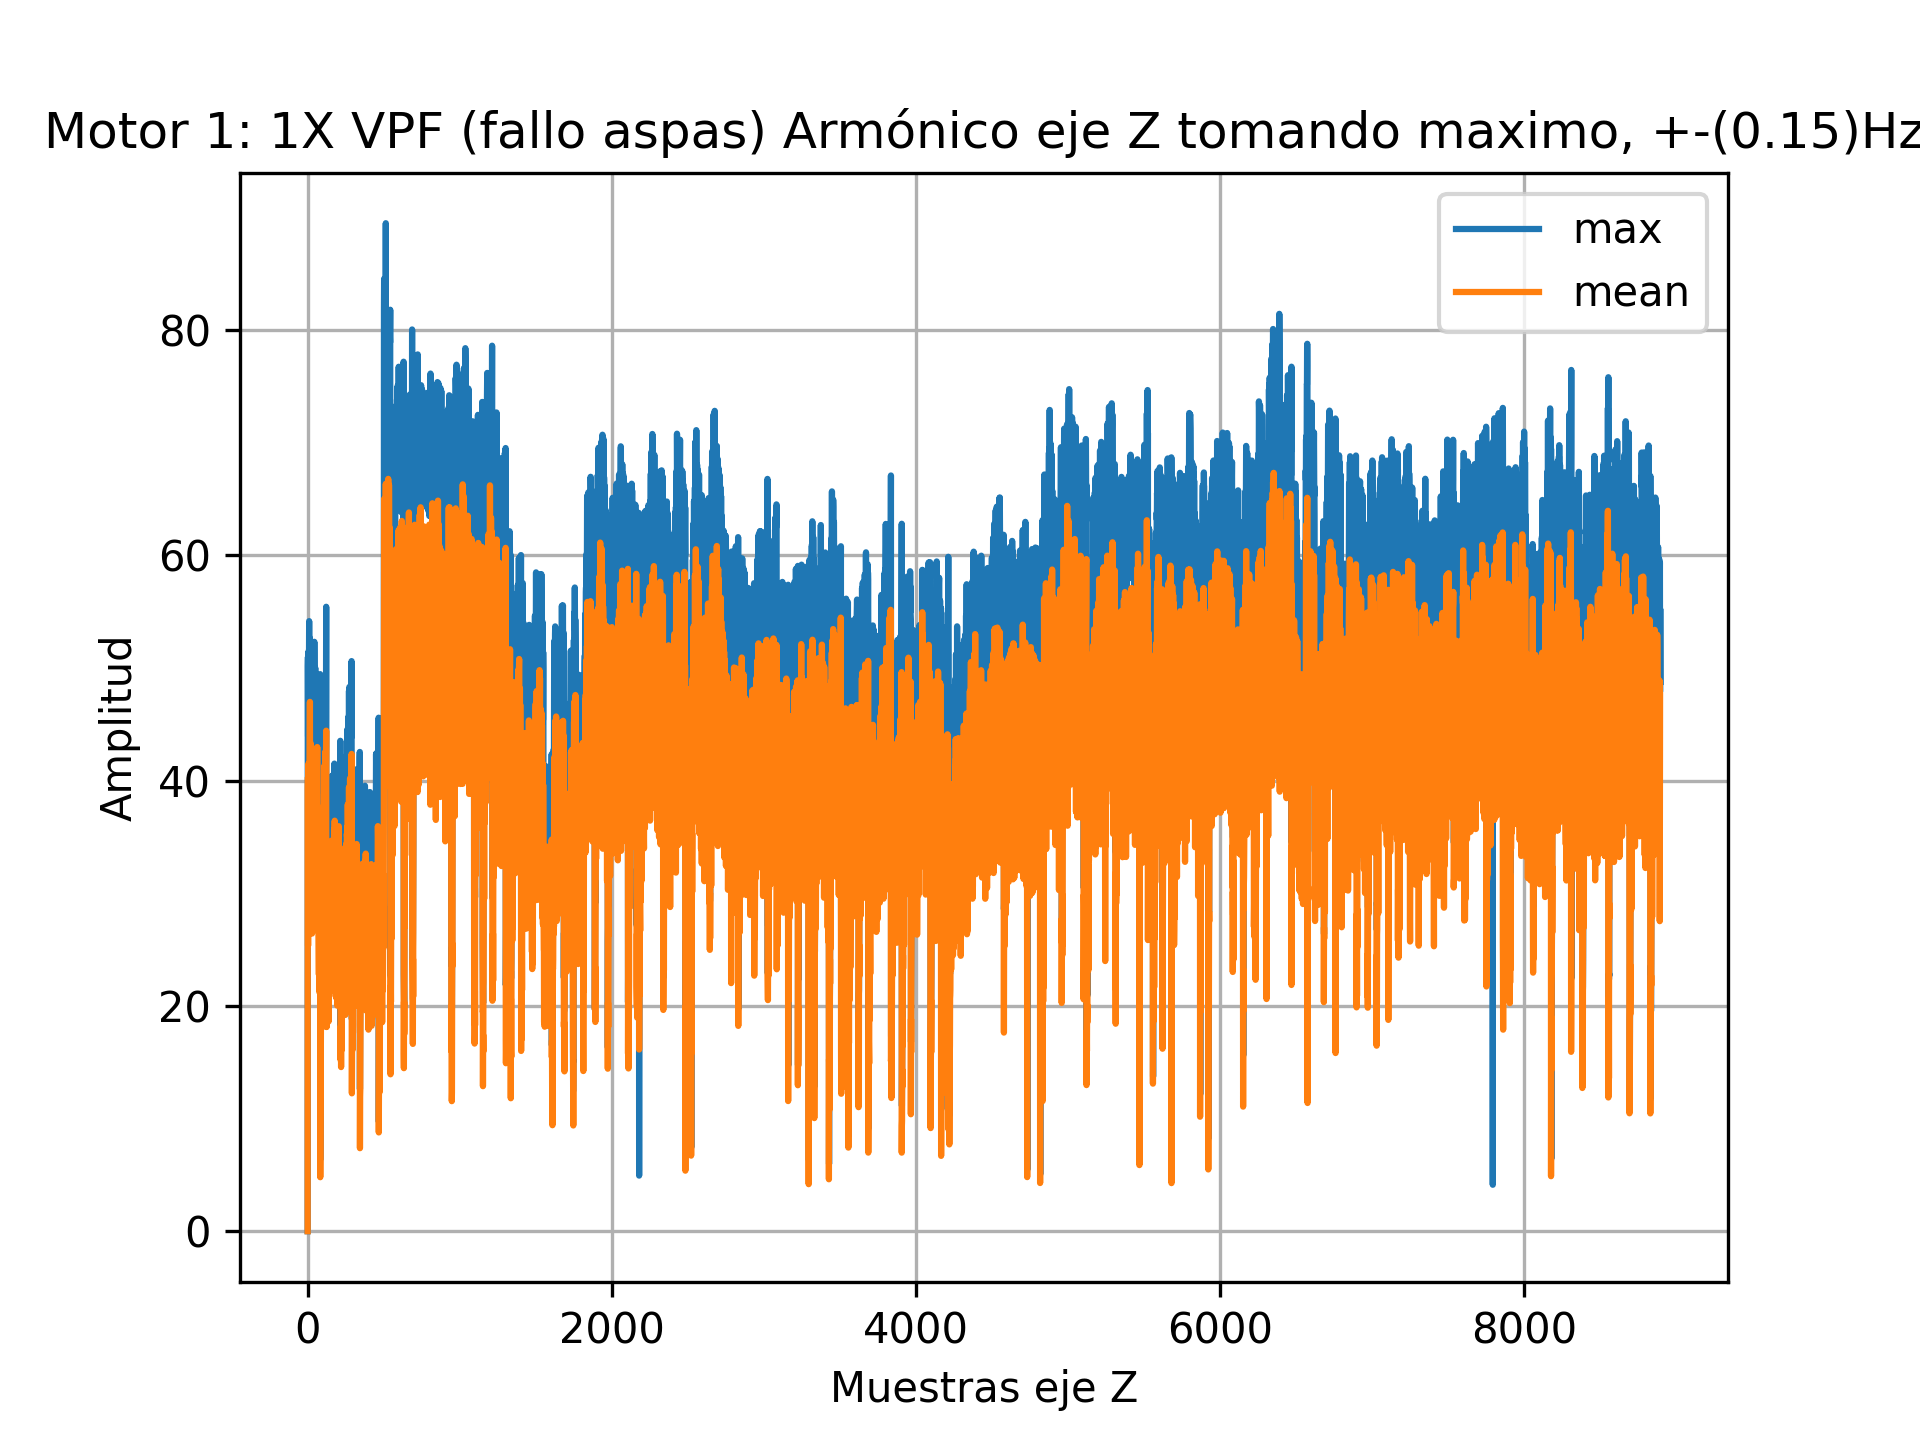 Motor 1: 1X VPF (fallo aspas) Armónico eje Z tomando maximo, +-(0.15)Hz
max
mean
80
60
40
20
0
Amplitud
0 2000 4000 6000 8000
Muestras eje Z